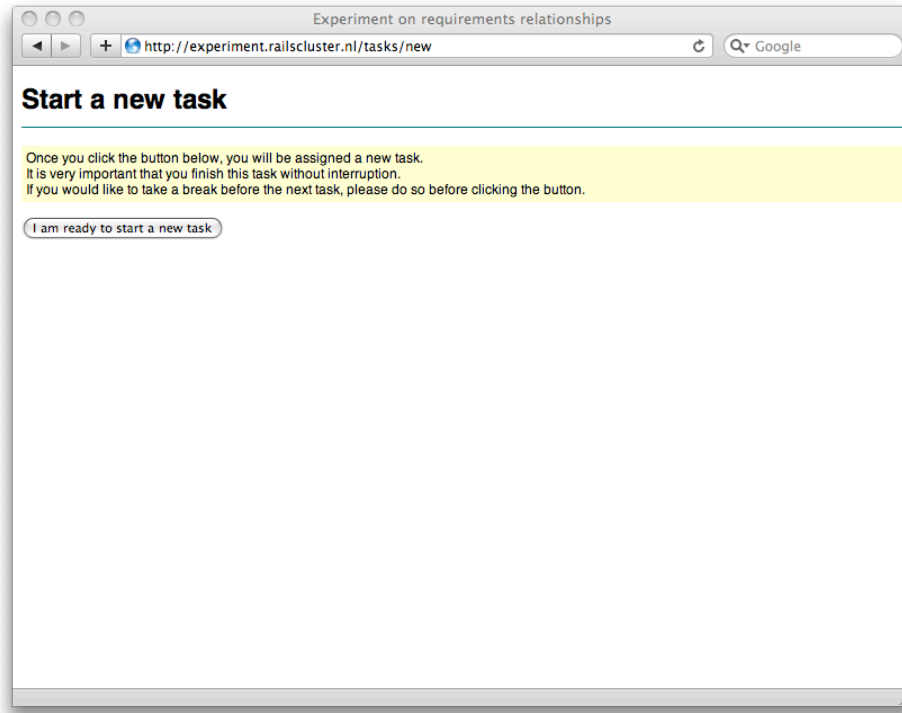 Experiment on requirements relationships
http://experiment.railscluster.nl/tasks/new
Google
Start a new task
Once you click the button below, you will be assigned a new task.
It is very important that you finish this task without interruption.
If you would like to take a break before the next task, please do so before clicking the button.
I am ready to start a new task